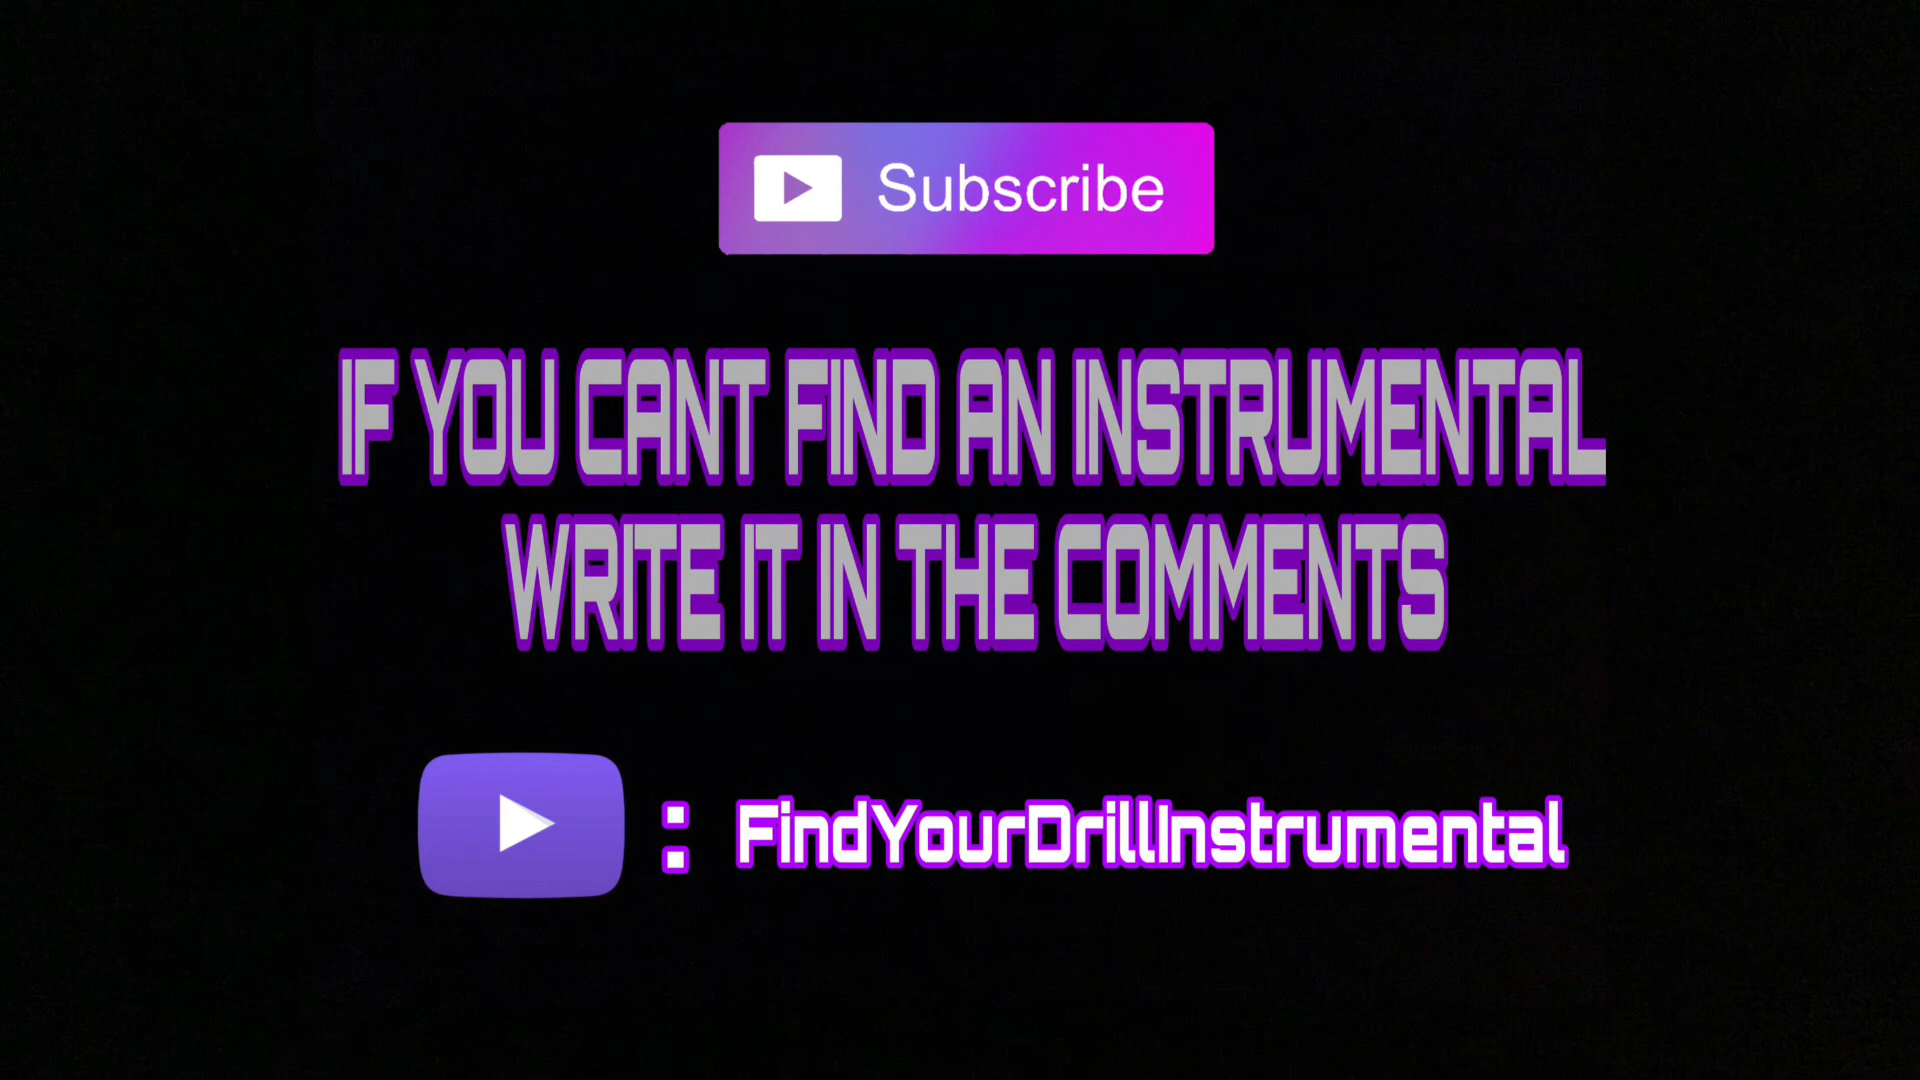 Subscribe
IF YOU CANT FIND AN INSTRUMENTAL
WRITE IT IN THE COMMENTS
: FindYourDrillInstrumental